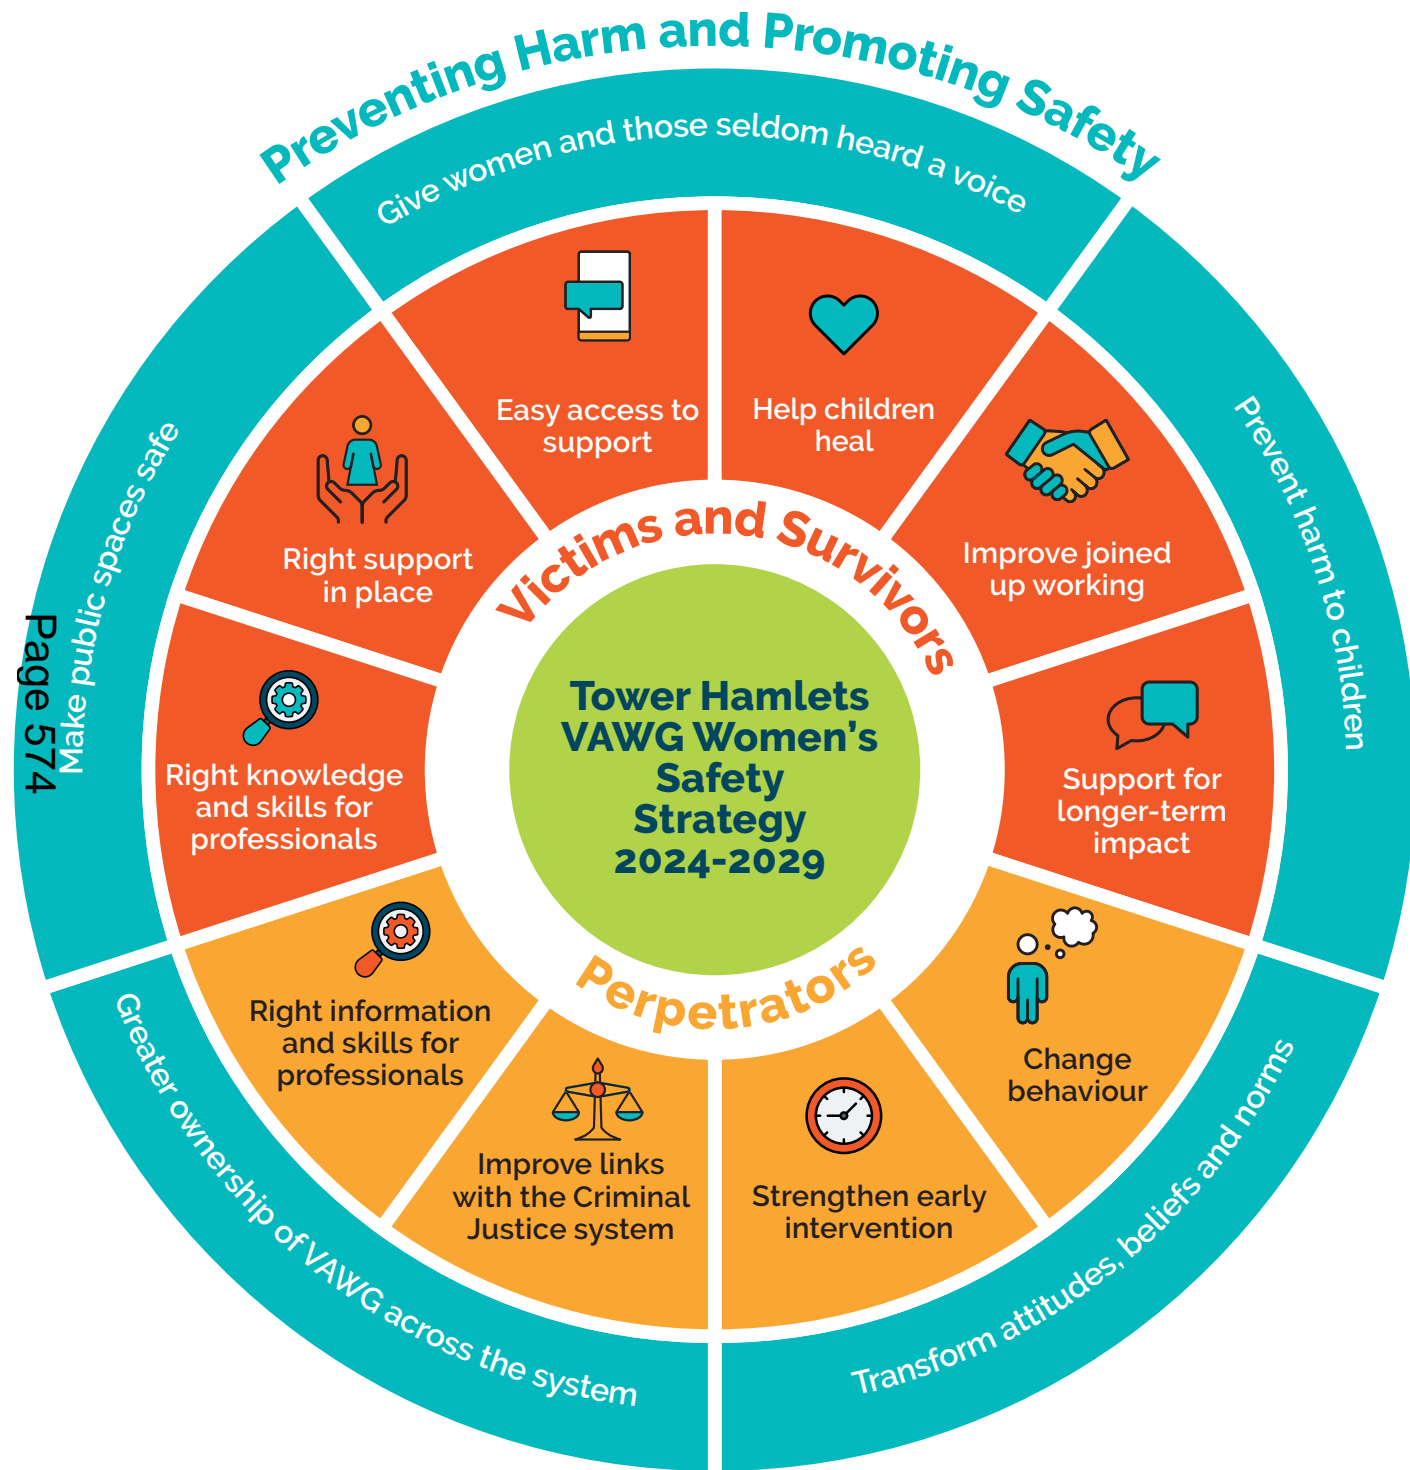 Preventing Harm and Promoting Safety
Give women and those seldom heard a voice
Prevent harm to children
Transform attitudes, beliefs and norms
Greater ownership of VAWG across the system
Make public spaces safe
Page 574
Victims and Survivors
Easy access to
support
Help children
heal
Improve joined
up working
Support for
longer-term
impact
Right support
in place
Right knowledge
and skills for
professionals
Tower Hamlets
VAWG Women's
Safety
Strategy
2024-2029
Perpetrators
Change
behaviour
Strengthen early
intervention
Improve links
with the Criminal
Justice system
Right information
and skills for
professionals